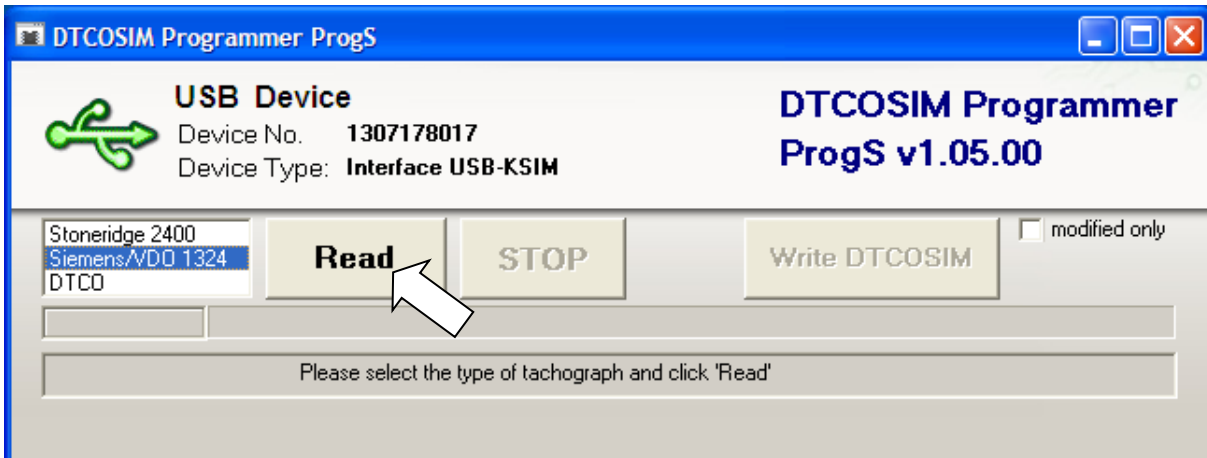 DTCOSIM Programmer ProgS
USB Device
Device No. 1307178017
Device Type: Interface USB-KSIM
DTCOSIM Programmer
ProgS v1.05.00
Stoneridge 2400
Siemens/VDO 1324
DTCO
Read
STOP
Write DTCOSIM
modified only
Please select the type of tachograph and click 'Read'